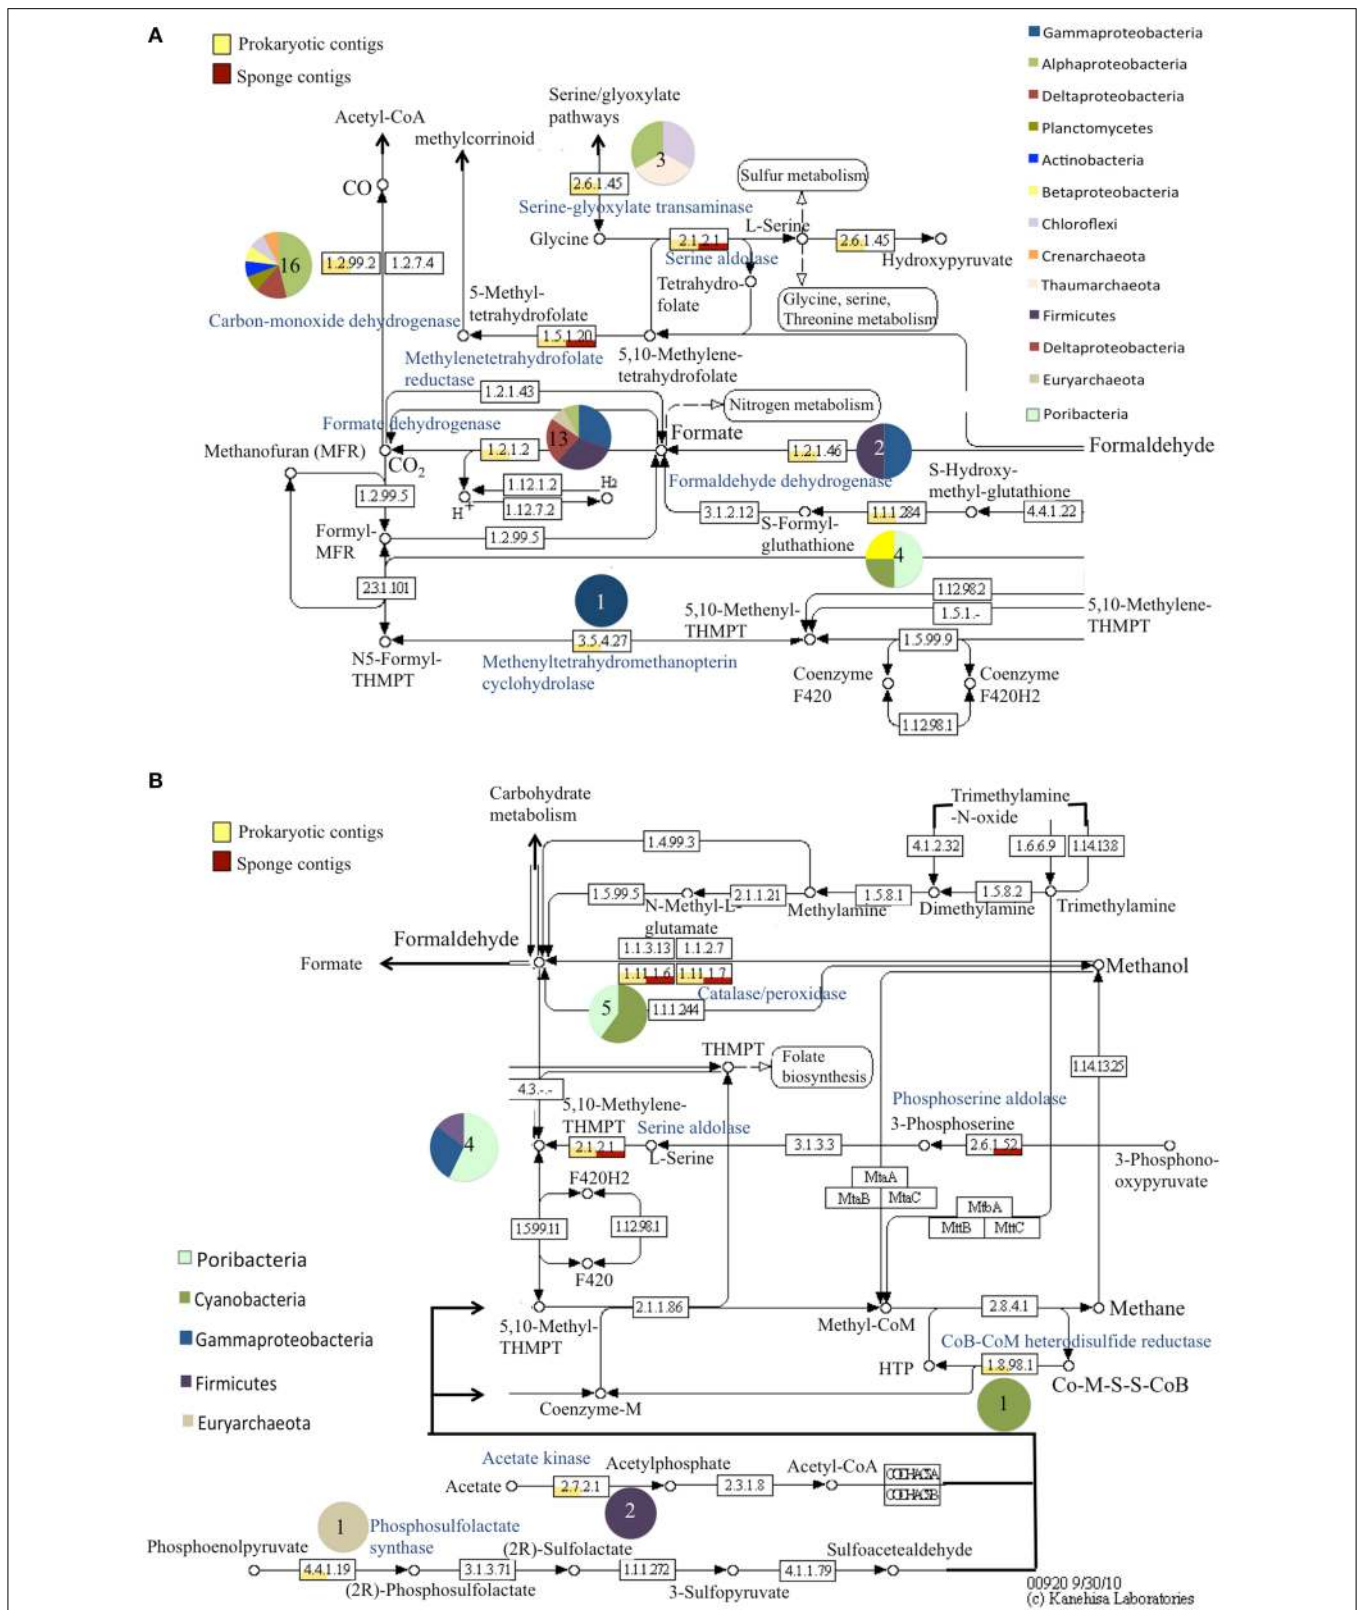 A
Prokaryotic contigs
Sponge contigs
Gammaproteobacteria
Alphaproteobacteria
Deltaproteobacteria
Planctomycetes
Actinobacteria
Betaproteobacteria
Chloroflexi
Crenarchaeota
Thaumarchaeota
Firmicutes
Deltaproteobacteria
Euryarchaeota
Poribacteria
Acetyl-CoA
methylcorrinoid
Serine/glyoxylate
pathways
3
2.6.1.45
Serine-glyoxylate transaminase
Sulfur metabolism
CO
Glycine
2.1.2.1
L-Serine
2.6.1.45
Serine aldolase
Hydroxypyruvate
16
1.2.99.2
1.2.7.4
Tetrahydro-
folate
Glycine, serine,
Threonine metabolism
5-Methyl-
tetrahydrofolate
Carbon-monoxide dehydrogenase
1.5.1.20
Methylenetetrahydrofolate
reductase
5,10-Methylene-
tetrahydrofolate
1.2.1.43
Nitrogen metabolism
Formate dehydrogenase
13
Formate
Methanofuran (MFR)
CO2
1.2.1.2
1.2.1.46
2
Formaldehyde
Formaldehyde dehydrogenase
S-Hydroxy-
methyl-glutathione
1.2.99.5
1.12.1.2
H2
H+
1.12.7.2
3.1.2.12
1.1.1.284
4.4.1.22
S-Formyl-
gluthathione
Formyl-
MFR
1.2.99.5
4
2.3.1.101
1
5,10-Methenyl-
THMPT
1.12.98.2
1.5.1.-
5,10-Methylene-
THMPT
3.5.4.27
1.5.99.9
N5-Formyl-
THMPT
Methenyltetrahydromethanopterin
cyclohydrolase
Coenzyme
F420
Coenzyme
F420H2
1.12.98.1
B
Prokaryotic contigs
Sponge contigs
Carbohydrate
metabolism
Trimethylamine
-N-oxide
1.4.99.3
4.1.2.32
1.6.6.9
1.14.13.8
1.5.99.5
2.1.1.21
1.5.8.1
1.5.8.2
N-Methyl-L-
glutamate
Methylamine
Dimethylamine
Trimethylamine
Formaldehyde
1.1.3.13
1.1.2.7
Formate
Methanol
1.11.1.6
1.11.1.7
Catalase/peroxidase
5
1.1.1.244
THMPT
Folate
biosynthesis
1.14.13.25
4.3.-.-
5,10-Methylene-
THMPT
Phosphoserine aldolase
Serine aldolase
3-Phosphoserine
4
2.1.2.1
L-Serine
3.1.3.3
2.6.1.52
3-Phosphono-
oxypyruvate
F420H2
MtaA
MtaB
MtaC
1.5.99.11
1.12.98.1
MtbA
MttB
MttC
F420
Poribacteria
Cyanobacteria
Gammaproteobacteria
Firmicutes
Euryarchaeota
2.1.1.86
2.8.4.1
5,10-Methyl-
THMPT
Methyl-CoM
Methane
CoB-CoM heterodisulfide reductase
HTP
1.8.98.1
Co-M-S-S-CoB
Coenzyme-M
1
Acetate kinase
Acetylphosphate
Acetyl-CoA
Acetate
2.7.2.1
2.3.1.8
2
1
Phosphosulfolactate
synthase
Phosphoenolpyruvate
(2R)-Sulfolactate
Sulfoacetealdehyde
4.4.1.19
3.1.3.71
1.1.1.272
4.1.1.79
(2R)-Phosphosulfolactate
3-Sulfopyruvate
00920 9/30/10
(c) Kanehisa Laboratories